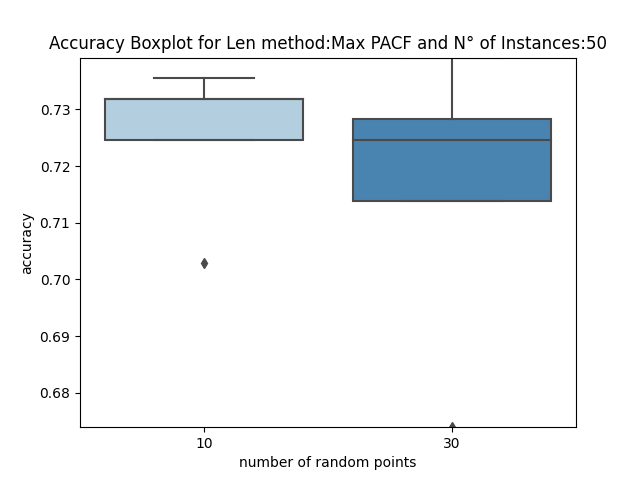 Accuracy Boxplot for Len method:Max PACF and N° of Instances:50
0.73
0.72
0.71
0.70
0.69
0.68
accuracy
10 30
number of random points